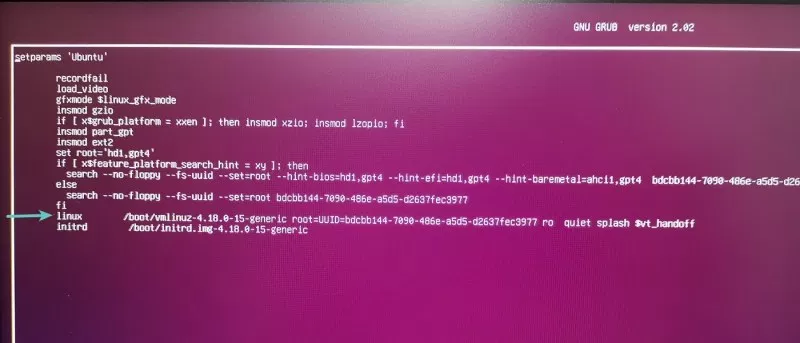 GNU GRUB version 2.02
setparams 'Ubuntu'
recordfail
load_video
gfxmode $linux_gfx_mode
insmod gzio
if [ x$grub_platform = xxen ]; then insmod xzio; insmod lzopio; fi
insmod part_gpt
insmod ext2
set root='hd1,gpt4'
if [ x$feature_platform_search_hint = xy ]; then
search --no-floppy --fs-uuid --set=root --hint-bios=hd1,gpt4 --hint-efi=hd1,gpt4 --hint-baremetal=ahci1,gpt4 bdcbb144-7090-486e-a5d5-d2
else
search --no-floppy --fs-uuid --set=root bdcbb144-7090-486e-a5d5-d2637fec3977
fi
linux /boot/vmlinuz-4.18.0-15-generic root=UUID=bdcbb144-7090-486e-a5d5-d2637fec3977 ro quiet splash $vt_handoff
initrd /boot/initrd.img-4.18.0-15-generic